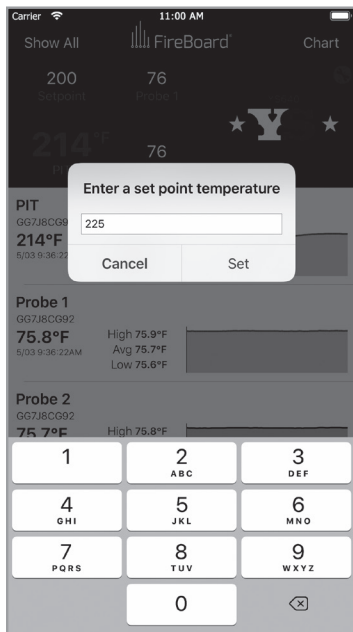 Carrier 11:00 AM
Show All FireBoard Chart
200 76
Setpoint Probe 1
214°F 76
Y
Enter a set point temperature
225
Cancel Set
PIT
GG7J8CG9
214°F
5/03 9:36:22
Probe 1
GG7J8CG92
75.8°F
5/03 9:36:22AM
High 75.9°F
Avg 75.7°F
Low 75.6°F
Probe 2
GG7J8CG92
75.7°F
High 75.8°F
1 2 3
ABC DEF
4 5 6
GHI JKL MNO
7 8 9
PQRS TUV WXYZ
0